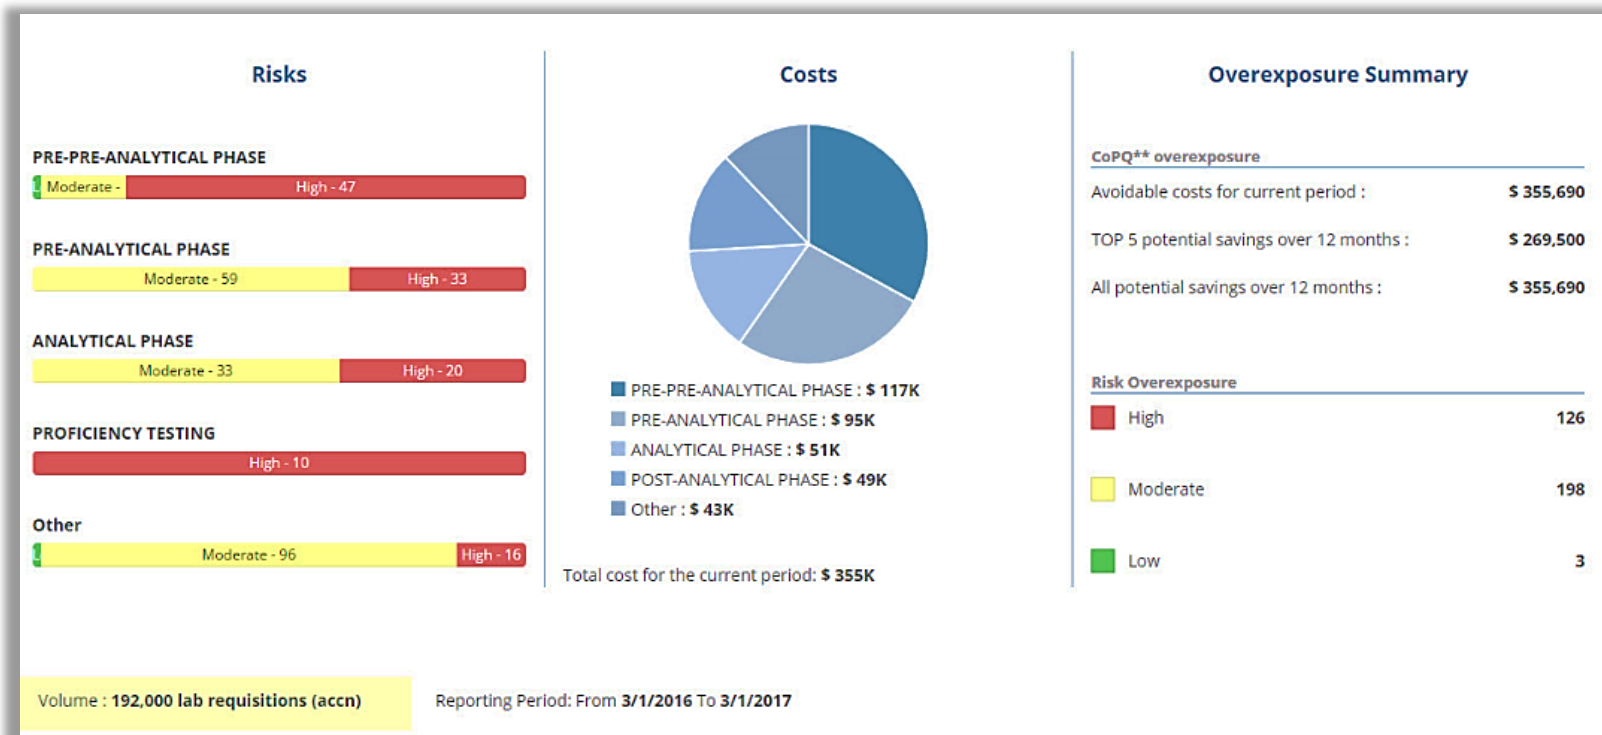 Risks
PRE-PRE-ANALYTICAL PHASE
L
Moderate -
High - 47
PRE-ANALYTICAL PHASE
Moderate - 59
High - 33
ANALYTICAL PHASE
Moderate - 33
High - 20
PROFICIENCY TESTING
High - 10
Other
L
Moderate - 96
High - 16
Costs
PRE-PRE-ANALYTICAL PHASE : $ 117K
PRE-ANALYTICAL PHASE : $ 95K
ANALYTICAL PHASE : $ 51K
POST-ANALYTICAL PHASE : $ 49K
Other : $ 43K
Total cost for the current period: $ 355K
Overexposure Summary
CoPQ** overexposure
Avoidable costs for current period : $ 355,690
TOP 5 potential savings over 12 months : $ 269,500
All potential savings over 12 months : $ 355,690
Risk Overexposure
High 126
Moderate 198
Low 3
Volume : 192,000 lab requisitions (accn)
Reporting Period: From 3/1/2016 To 3/1/2017